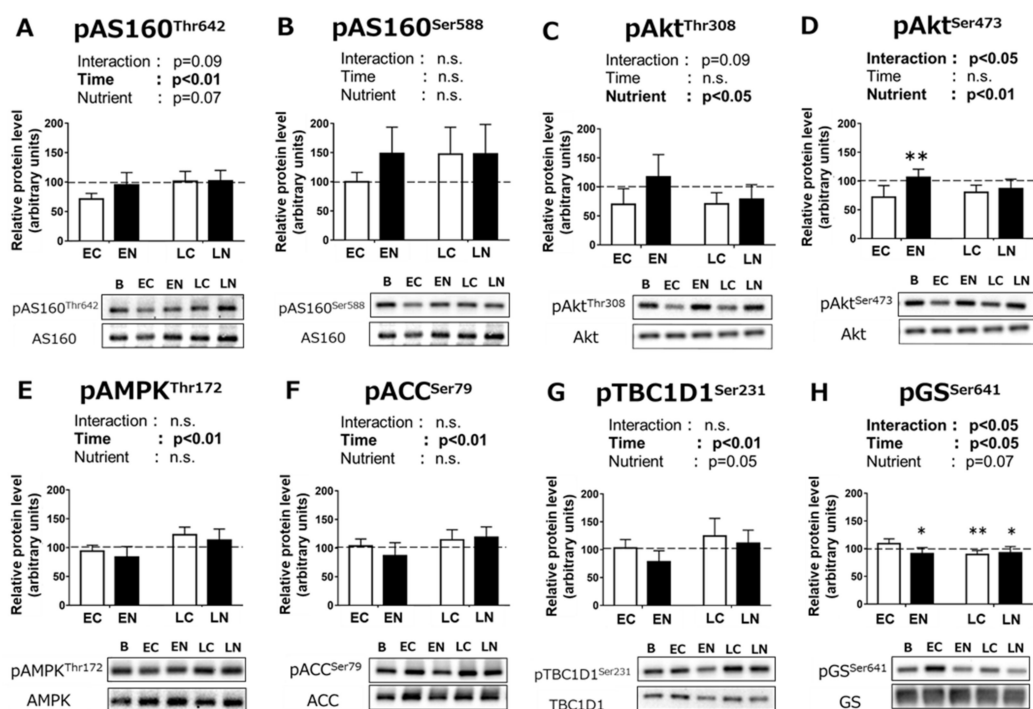 A pAS160Thr642
Interaction : p=0.09
Time : p<0.01
Nutrient : p=0.07
Relative protein level
(arbitrary units)
200
150
100
50
0
EC EN LC LN
B EC EN LC LN
pAS160Thr642
AS160
B pAS160Ser588
Interaction : n.s.
Time : n.s.
Nutrient : n.s.
Relative protein level
(arbitrary units)
200
150
100
50
0
EC EN LC LN
B EC EN LC LN
pAS160Ser588
AS160
C pAktThr308
Interaction : p=0.09
Time : n.s.
Nutrient : p<0.05
Relative protein level
(arbitrary units)
200
150
100
50
0
EC EN LC LN
B EC EN LC LN
pAktThr308
Akt
D pAktSer473
Interaction : p<0.05
Time : n.s.
Nutrient : p<0.01
Relative protein level
(arbitrary units)
200
150
100
50
0
**
EC EN LC LN
B EC EN LC LN
pAktSer473
Akt
E pAMPKThr172
Interaction : n.s.
Time : p<0.01
Nutrient : n.s.
Relative protein level
(arbitrary units)
200
150
100
50
0
EC EN LC LN
B EC EN LC LN
pAMPKThr172
AMPK
F pACCSer79
Interaction : n.s.
Time : p<0.01
Nutrient : n.s.
Relative protein level
(arbitrary units)
200
150
100
50
0
EC EN LC LN
B EC EN LC LN
pACCSer79
ACC
G pTBC1D1Ser231
Interaction : n.s.
Time : p<0.01
Nutrient : p=0.05
Relative protein level
(arbitrary units)
200
150
100
50
0
EC EN LC LN
B EC EN LC LN
pTBC1D1Ser231
TBC1D1
H pGSSer641
Interaction : p<0.05
Time : p<0.05
Nutrient : p=0.07
Relative protein level
(arbitrary units)
200
150
100
50
0
* ** *
EC EN LC LN
B EC EN LC LN
pGSSer641
GS